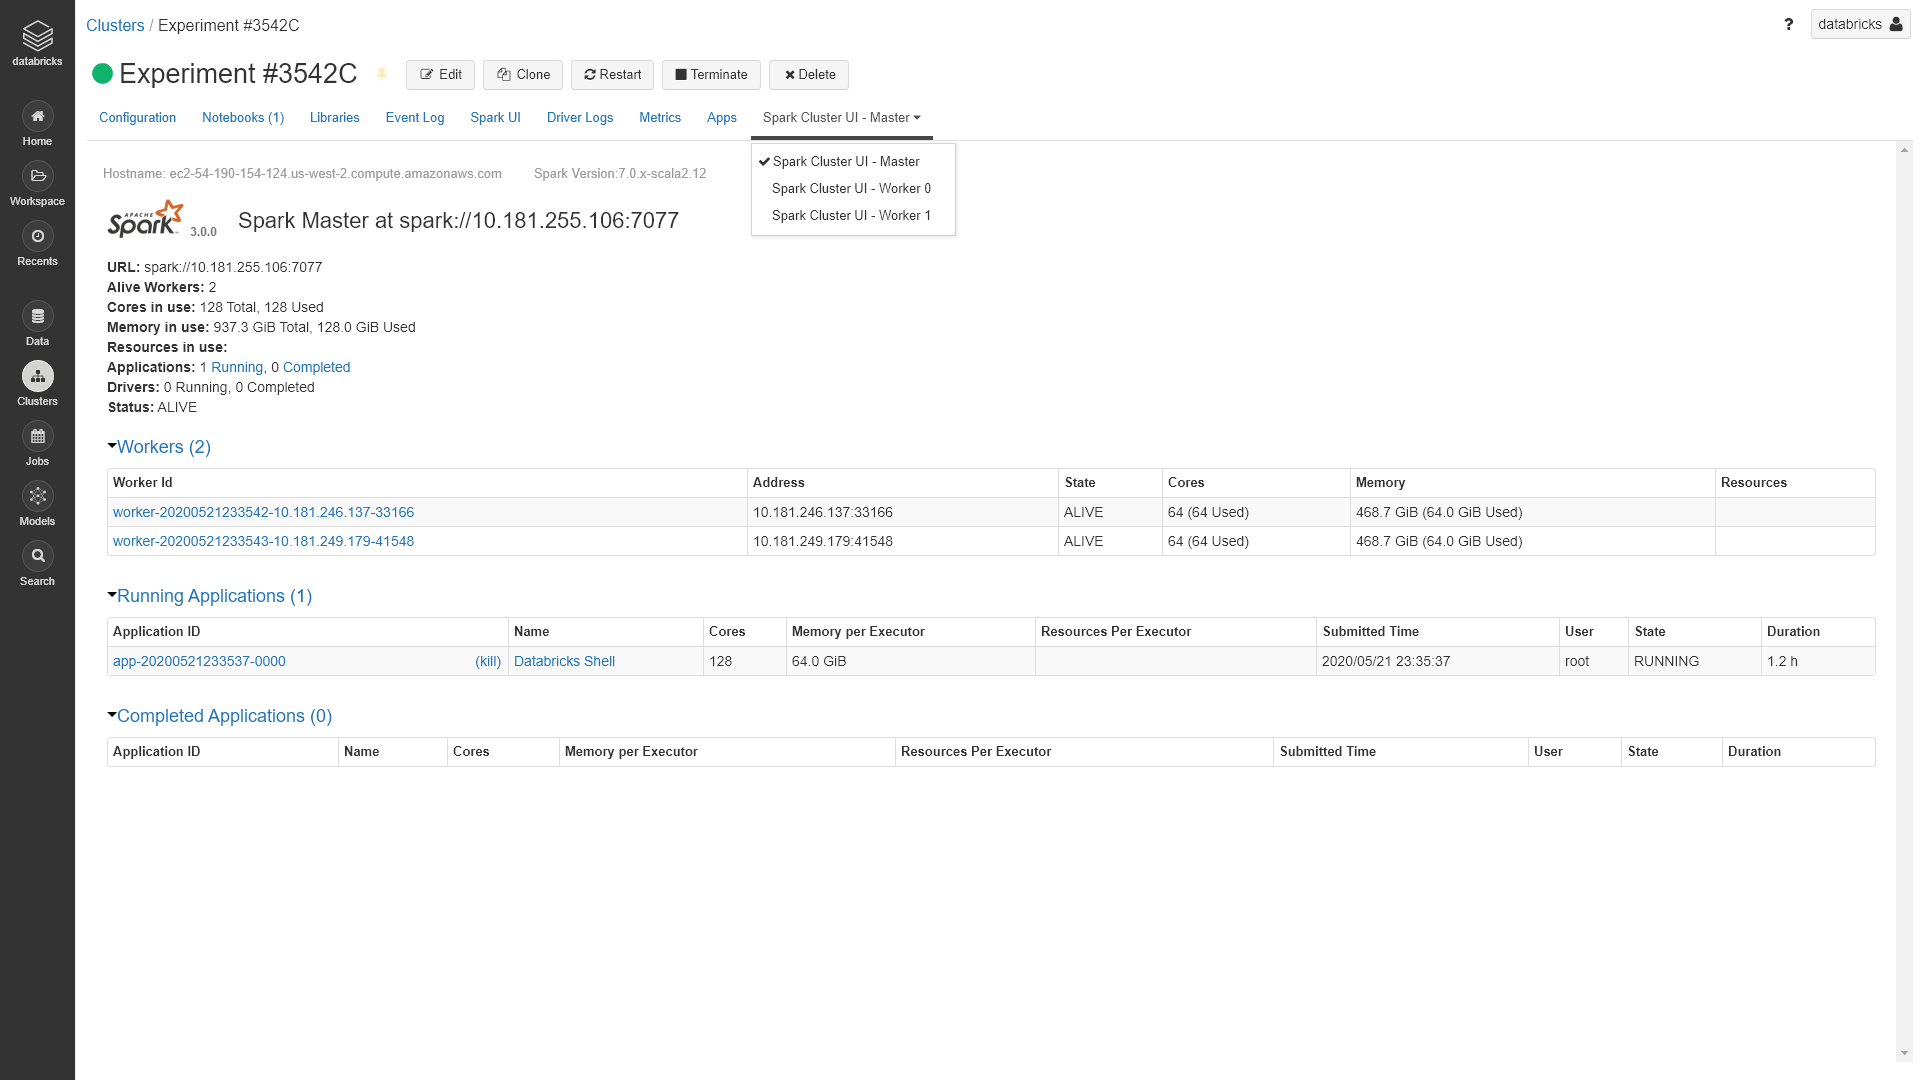 databricks
Home
Workspace
Recents
Data
Clusters
Jobs
Models
Search
Clusters / Experiment #3542C
? databricks
Experiment #3542C Edit Clone Restart Terminate Delete
Configuration Notebooks (1) Libraries Event Log Spark UI Driver Logs Metrics Apps Spark Cluster UI - Master
Spark Cluster UI - Master
Spark Cluster UI - Worker 0
Spark Cluster UI - Worker 1
Hostname: ec2-54-190-154-124.us-west-2.compute.amazonaws.com Spark Version:7.0.x-scala2.12
APACHE Spark 3.0.0 Spark Master at spark://10.181.255.106:7077
URL: spark://10.181.255.106:7077
Alive Workers: 2
Cores in use: 128 Total, 128 Used
Memory in use: 937.3 GiB Total, 128.0 GiB Used
Resources in use:
Applications: 1 Running, 0 Completed
Drivers: 0 Running, 0 Completed
Status: ALIVE
Workers (2)
Worker Id Address State Cores Memory Resources
worker-20200521233542-10.181.246.137-33166 10.181.246.137:33166 ALIVE 64 (64 Used) 468.7 GiB (64.0 GiB Used)
worker-20200521233543-10.181.249.179-41548 10.181.249.179:41548 ALIVE 64 (64 Used) 468.7 GiB (64.0 GiB Used)
Running Applications (1)
Application ID Name Cores Memory per Executor Resources Per Executor Submitted Time User State Duration
app-20200521233537-0000 (kill) Databricks Shell 128 64.0 GiB 2020/05/21 23:35:37 root RUNNING 1.2 h
Completed Applications (0)
Application ID Name Cores Memory per Executor Resources Per Executor Submitted Time User State Duration